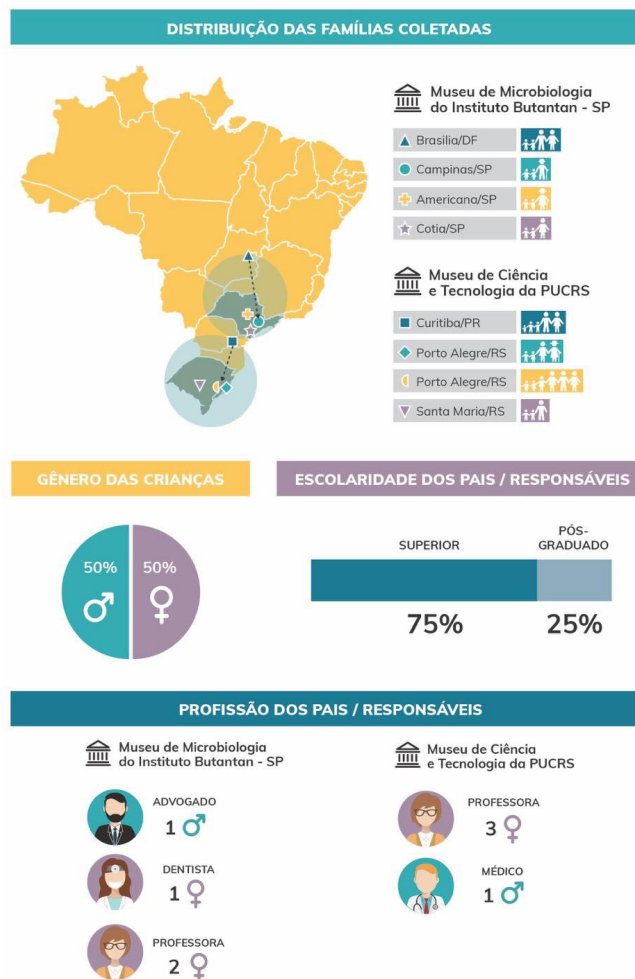 DISTRIBUIÇÃO DAS FAMÍLIAS COLETADAS
Museu de Microbiologia
do Instituto Butantan - SP
Brasilia/DF
Campinas/SP
Americana/SP
Cotia/SP
Museu de Ciência
e Tecnologia da PUCRS
Curitiba/PR
Porto Alegre/RS
Porto Alegre/RS
Santa Maria/RS
GÊNERO DAS CRIANÇAS
50%
50%
ESCOLARIDADE DOS PAIS / RESPONSÁVEIS
SUPERIOR
PÓS-
GRADUADO
75%
25%
PROFISSÃO DOS PAIS / RESPONSÁVEIS
Museu de Microbiologia
do Instituto Butantan - SP
ADVOGADO
1
DENTISTA
1
PROFESSORA
2
Museu de Ciência
e Tecnologia da PUCRS
PROFESSORA
3
MÉDICO
1